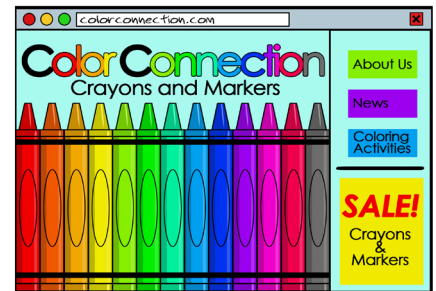 colorconnection.com
Color Connection
Crayons and Markers
About Us
News
Coloring
Activities
SALE!
Crayons
&
Markers